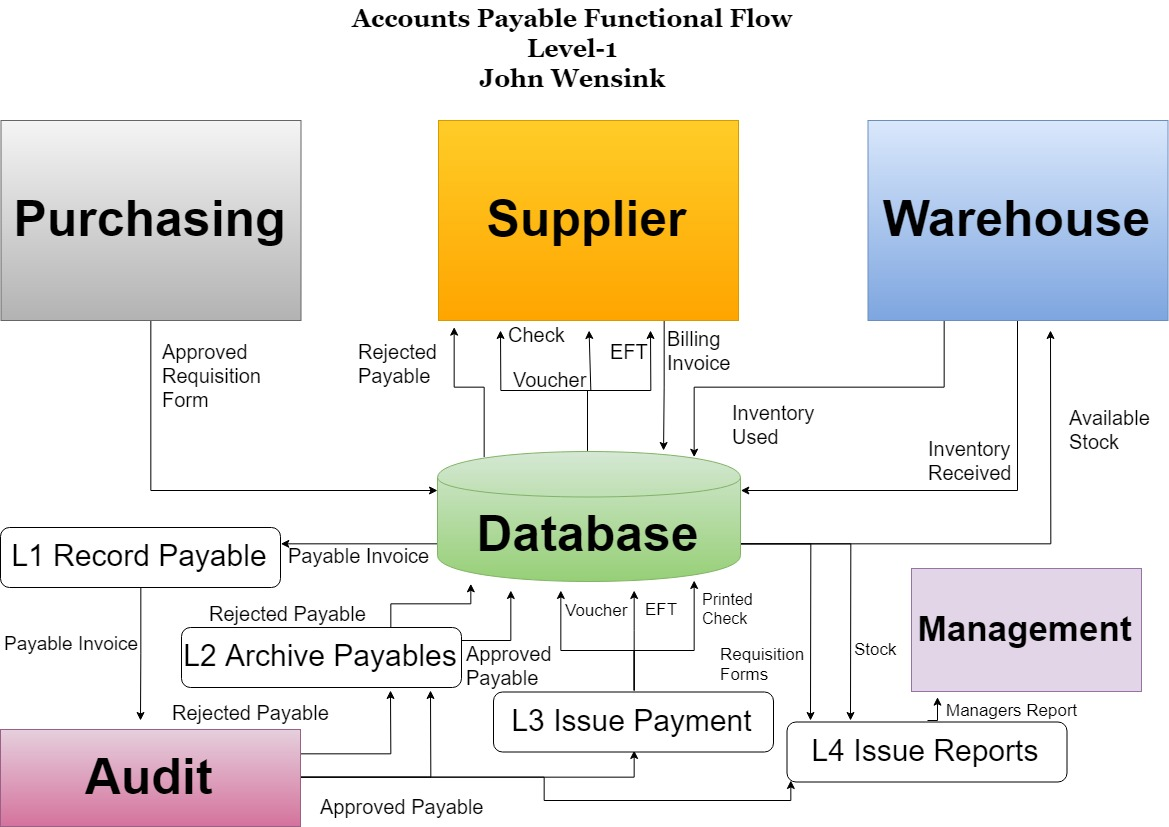 Accounts Payable Functional Flow
Level-1
John Wensink
Purchasing
Supplier
Warehouse
Approved
Requisition
Form
Rejected
Payable
Check
Voucher
EFT
Billing
Invoice
Inventory
Used
Inventory
Received
Available
Stock
Database
L1 Record Payable
Payable Invoice
Payable Invoice
Rejected Payable
L2 Archive Payables
Approved
Payable
Voucher
EFT
Printed
Check
Requisition
Forms
Stock
Management
Managers Report
Rejected Payable
L3 Issue Payment
L4 Issue Reports
Audit
Approved Payable